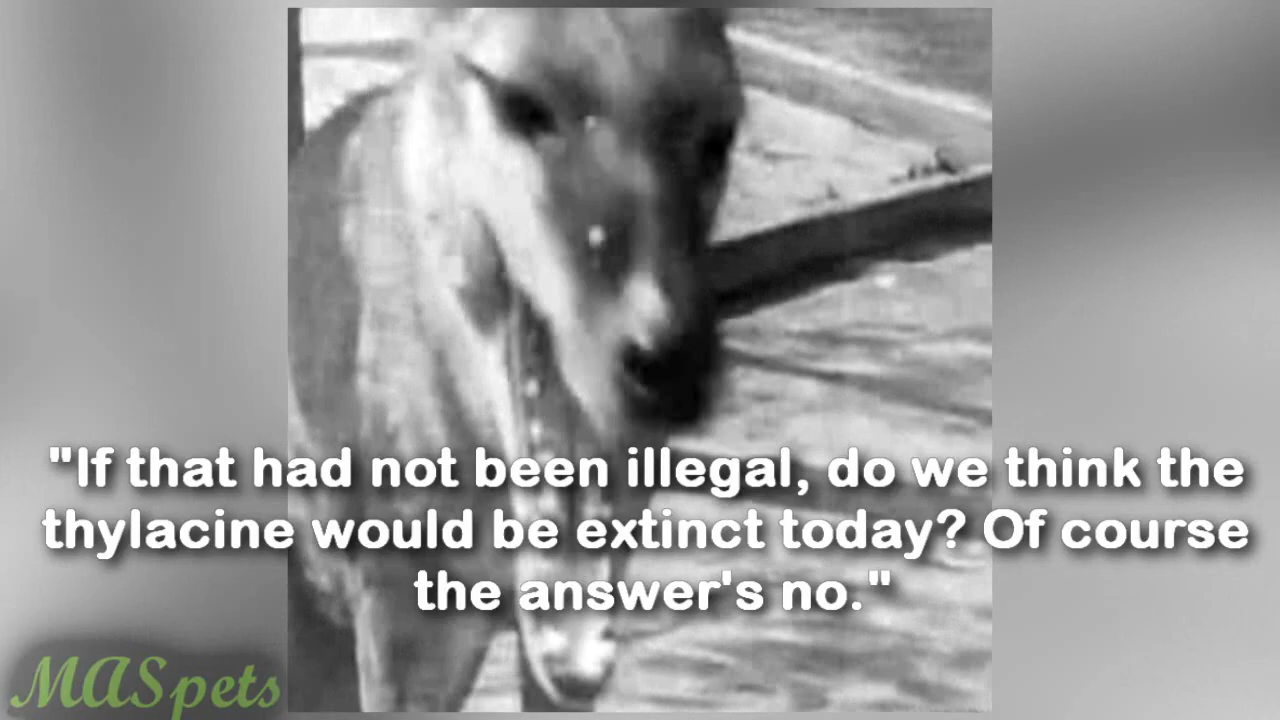 "If that had not been illegal, do we think the
thylacine would be extinct today? Of course
the answer's no."
MASpets